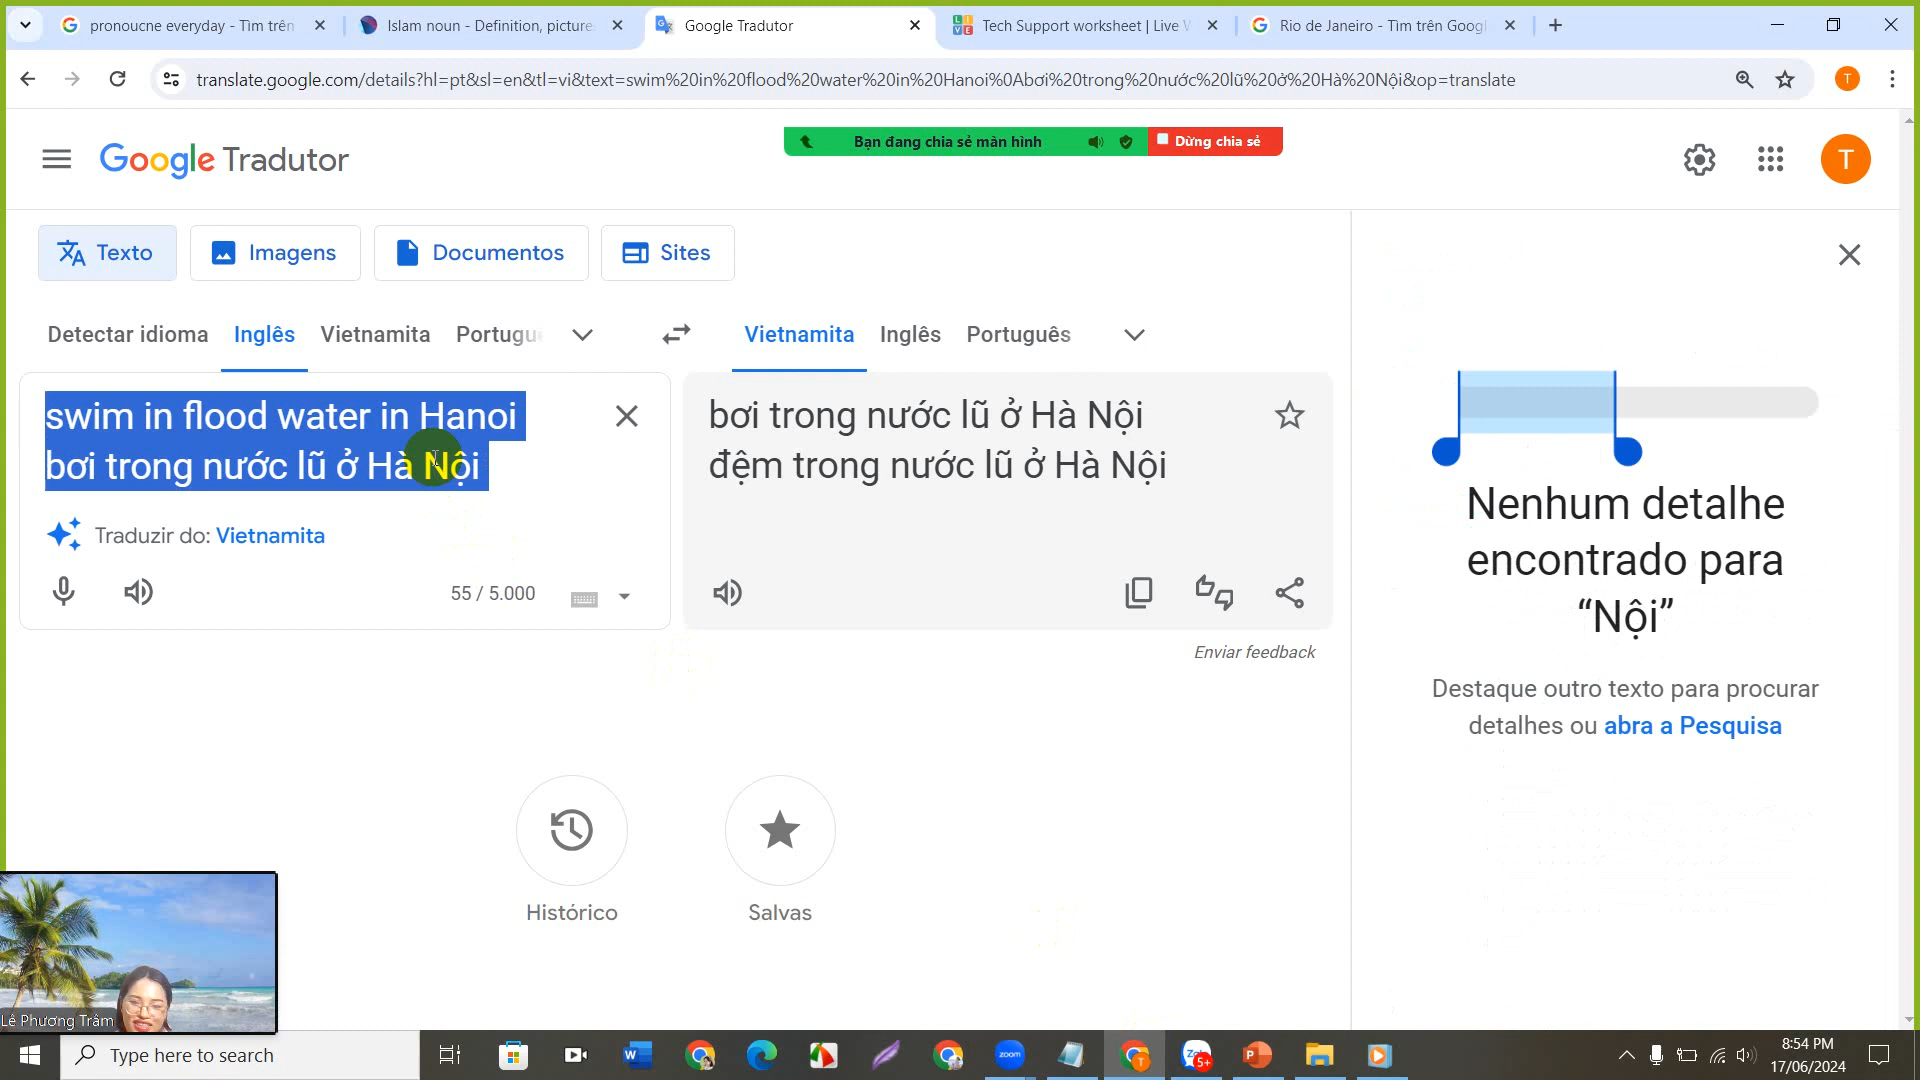 pronoucne everyday - Tìm trên
Islam noun - Definition, picture
Google Tradutor
Tech Support worksheet | Live
Rio de Janeiro - Tìm trên Goog
translate.google.com/details?hl=pt&sl=en&tl=vi&text=swim%20in%20flood%20water%20in%20Hanoi%0Abơi%20trong%20nước%20lũ%20ở%20Hà%20Nội&op=translate
T
Google Tradutor
Bạn đang chia sẻ màn hình
Dừng chia sẻ
T
Texto
Imagens
Documentos
Sites
Detectar idioma
Inglês
Vietnamita
Portugu
Vietnamita
Inglês
Português
swim in flood water in Hanoi
bơi trong nước lũ ở Hà Nội
bơi trong nước lũ ở Hà Nội
đệm trong nước lũ ở Hà Nội
Traduzir do: Vietnamita
55 / 5.000
Enviar feedback
Nenhum detalhe
encontrado para
“Nội”
Destaque outro texto para procurar
detalhes ou abra a Pesquisa
Histórico
Salvas
Lê Phương Trâm
Type here to search
zoom
5+
8:54 PM
17/06/2024